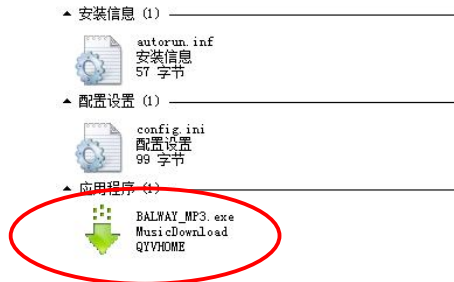 安装信息 (1)
autorun.inf
安装信息
57 字节
配置设置 (1)
config.ini
配置设置
99 字节
应用程序 (1)
BALWAY_MP3.exe
MusicDownload
QYVHOME